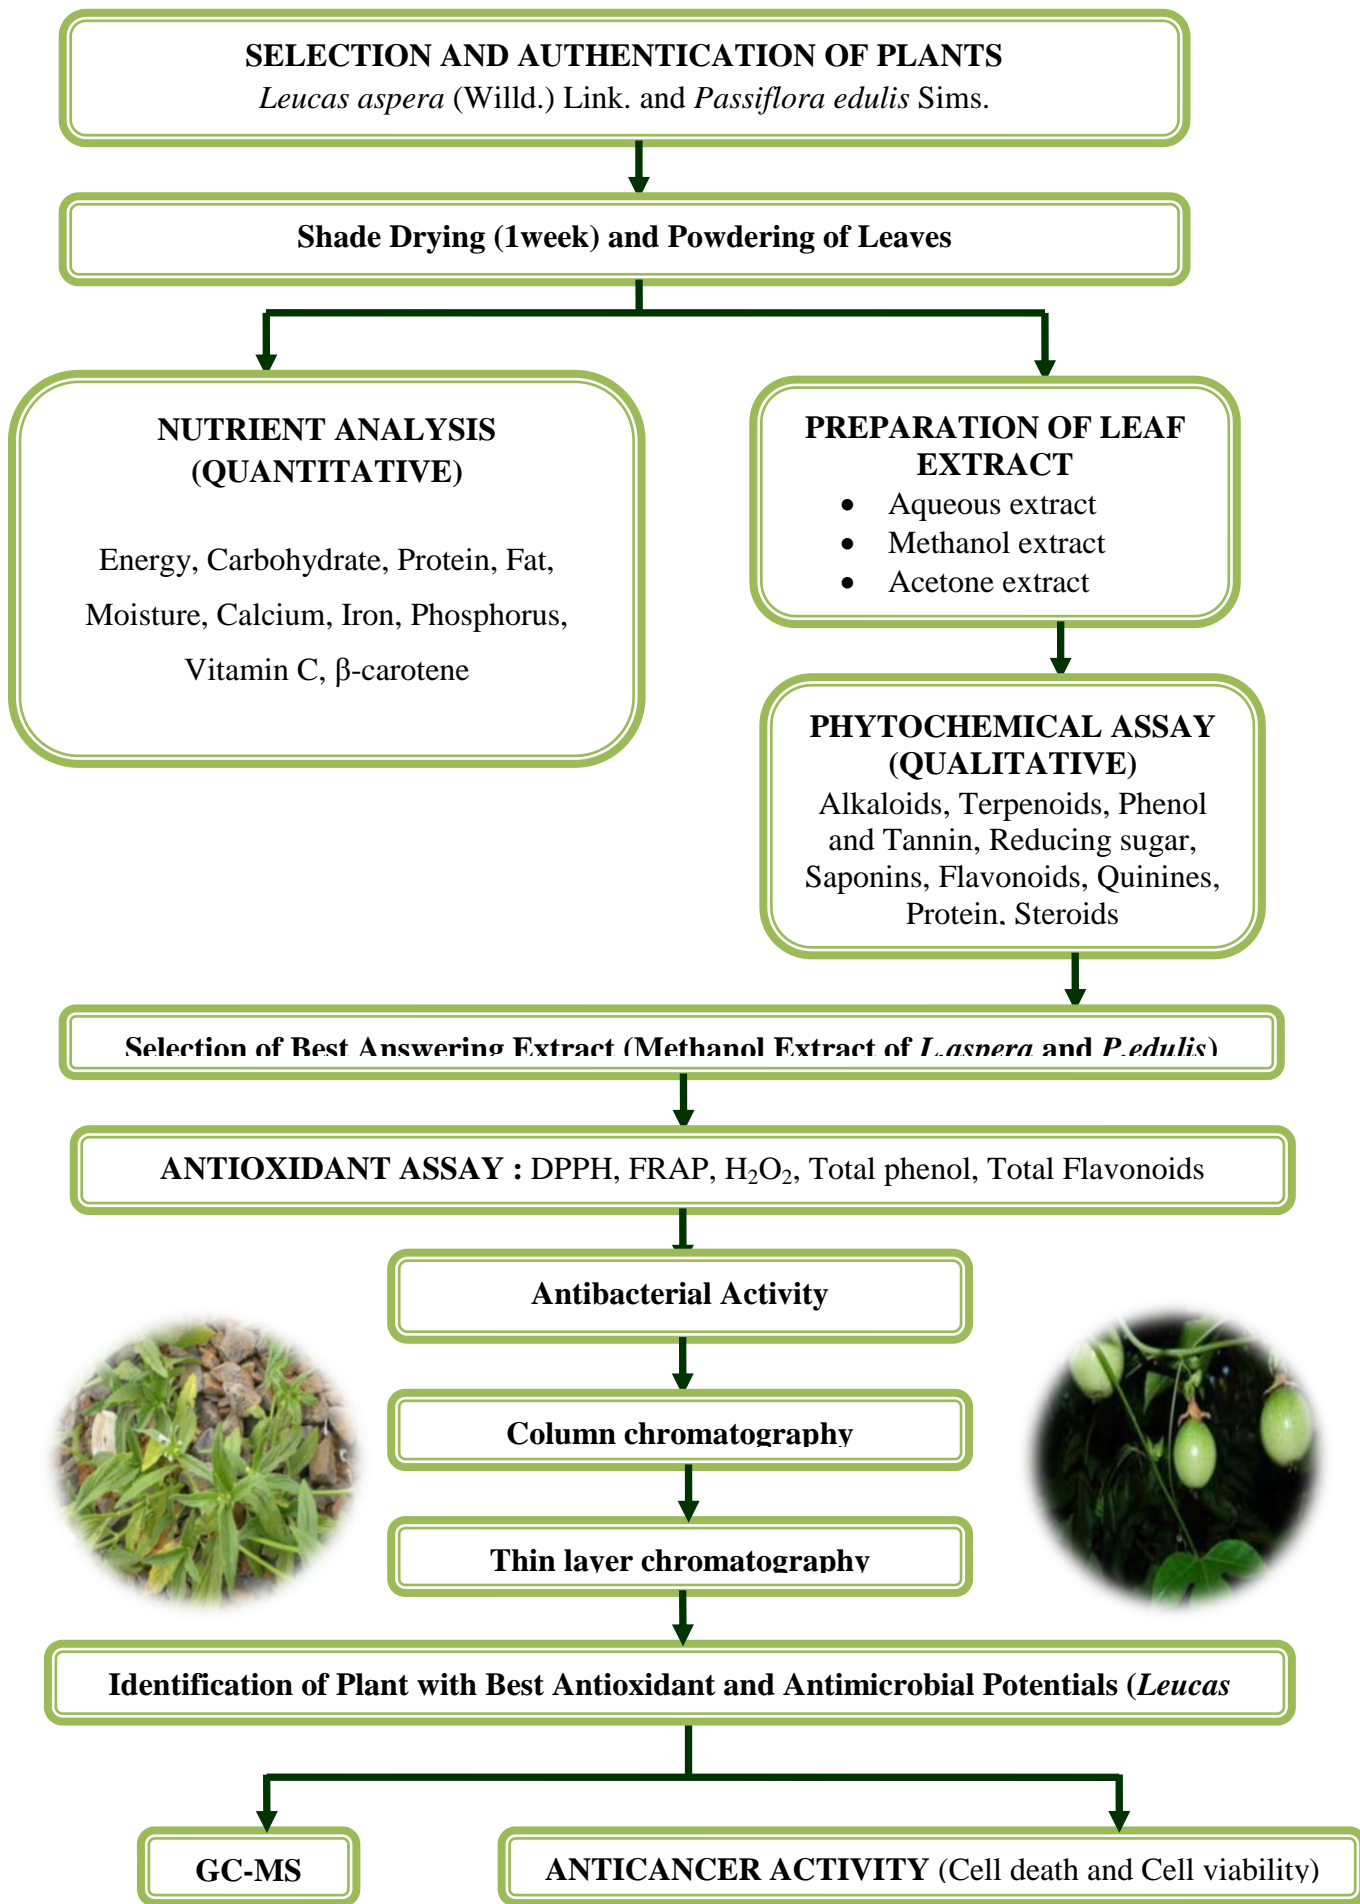 SELECTION AND AUTHENTICATION OF PLANTS
Leucas aspera (Willd.) Link. and Passiflora edulis Sims.
Shade Drying (1week) and Powdering of Leaves
NUTRIENT ANALYSIS
(QUANTITATIVE)
Energy, Carbohydrate, Protein, Fat,
Moisture, Calcium, Iron, Phosphorus,
Vitamin C, β-carotene
PREPARATION OF LEAF
EXTRACT
• Aqueous extract
• Methanol extract
• Acetone extract
PHYTOCHEMICAL ASSAY
(QUALITATIVE)
Alkaloids, Terpenoids, Phenol
and Tannin, Reducing sugar,
Saponins, Flavonoids, Quinines,
Protein, Steroids
Selection of Best Answering Extract (Methanol Extract of L.aspera and P.edulis)
ANTIOXIDANT ASSAY : DPPH, FRAP, H₂O₂, Total phenol, Total Flavonoids
Antibacterial Activity
Column chromatography
Thin layer chromatography
Identification of Plant with Best Antioxidant and Antimicrobial Potentials (Leucas
GC-MS
ANTICANCER ACTIVITY (Cell death and Cell viability)